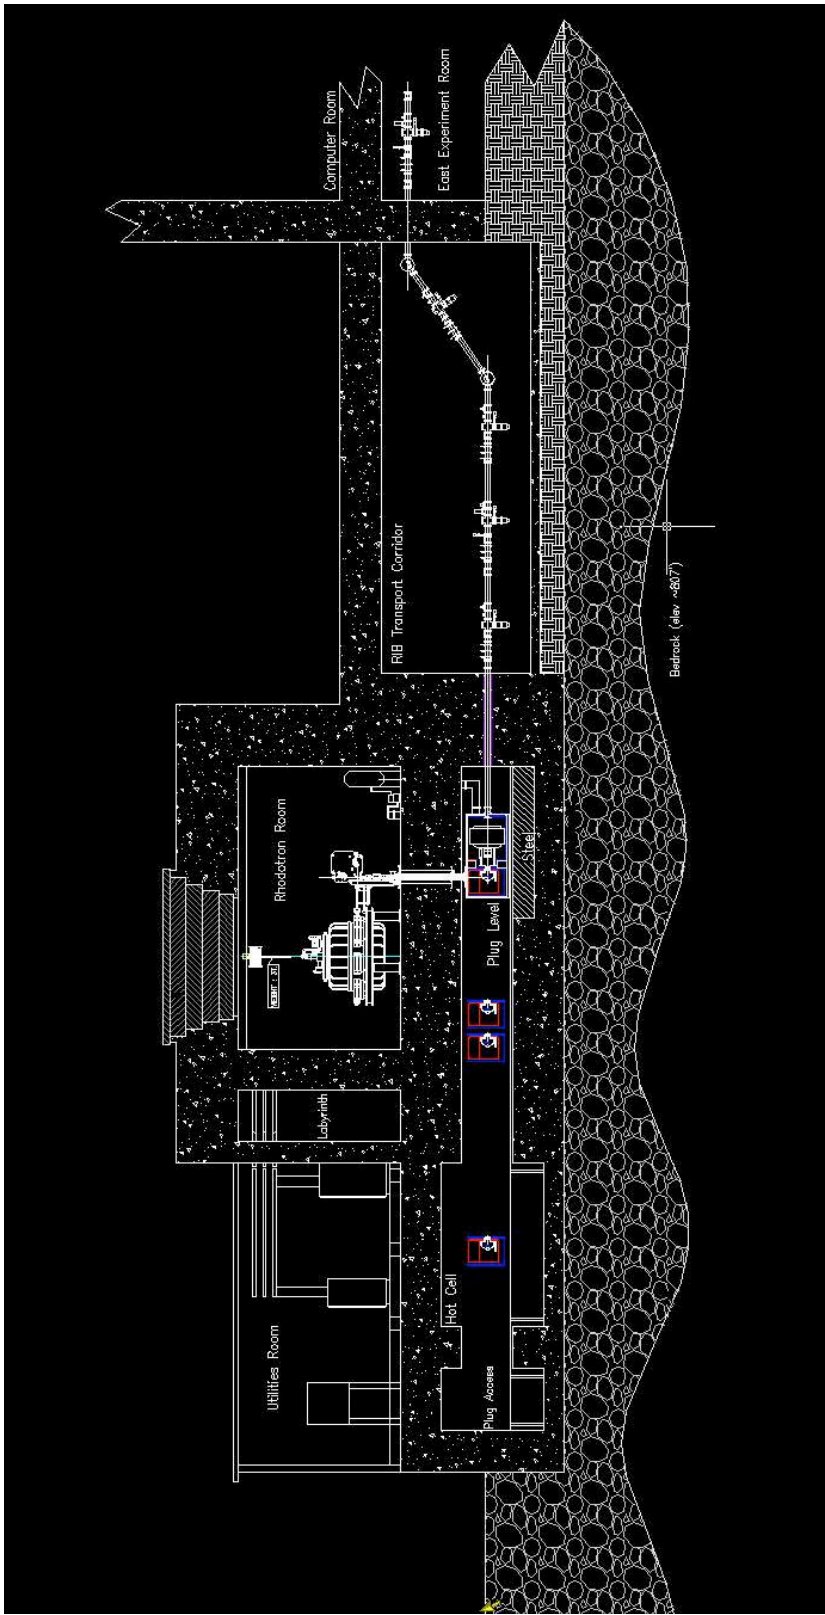 Computer Room
East Experiment Room
RIB Transport Corridor
Bedrock (elev ~807')
Rhodotron Room
Steel
Plug Level
Labyrinth
Hot Cell
Utilities Room
Plug Access